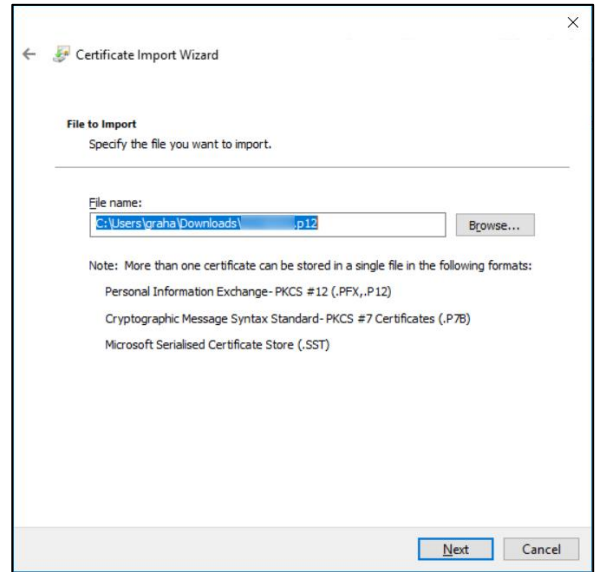 Certificate Import Wizard
File to Import
Specify the file you want to import.
File name:
C:\Users\graha\Downloads\ .p12
Browse...
Note: More than one certificate can be stored in a single file in the following formats:
Personal Information Exchange- PKCS #12 (.PFX,.P12)
Cryptographic Message Syntax Standard- PKCS #7 Certificates (.P7B)
Microsoft Serialised Certificate Store (.SST)
Next
Cancel